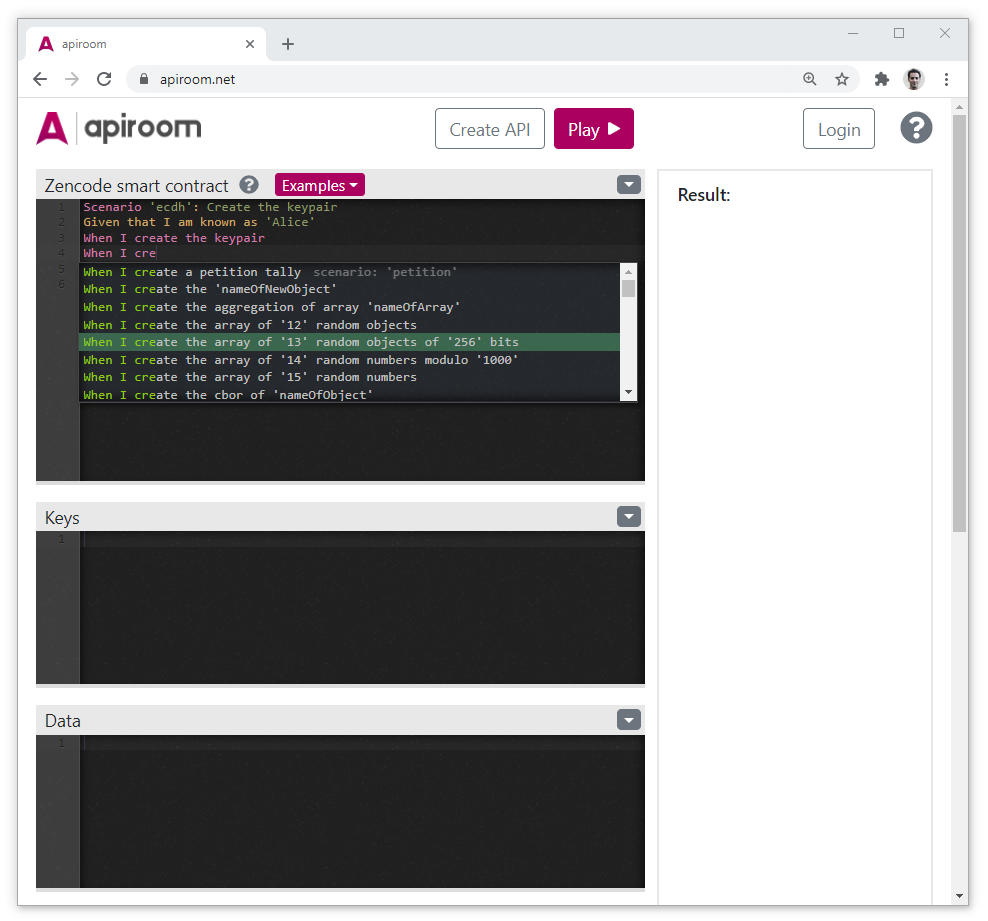 apiroom
apiroom.net
apiroom
Create API
Play
Login
?
Zencode smart contract ? Examples
Result:
1 Scenario 'ecdh': Create the keypair
2 Given that I am known as 'Alice'
3 When I create the keypair
4 When I cre
5
6
When I create a petition tally scenario: 'petition'
When I create the 'nameOfNewObject'
When I create the aggregation of array 'nameOfArray'
When I create the array of '12' random objects
When I create the array of '13' random objects of '256' bits
When I create the array of '14' random numbers modulo '1000'
When I create the array of '15' random numbers
When I create the cbor of 'nameOfObject'
Keys
1
Data
1